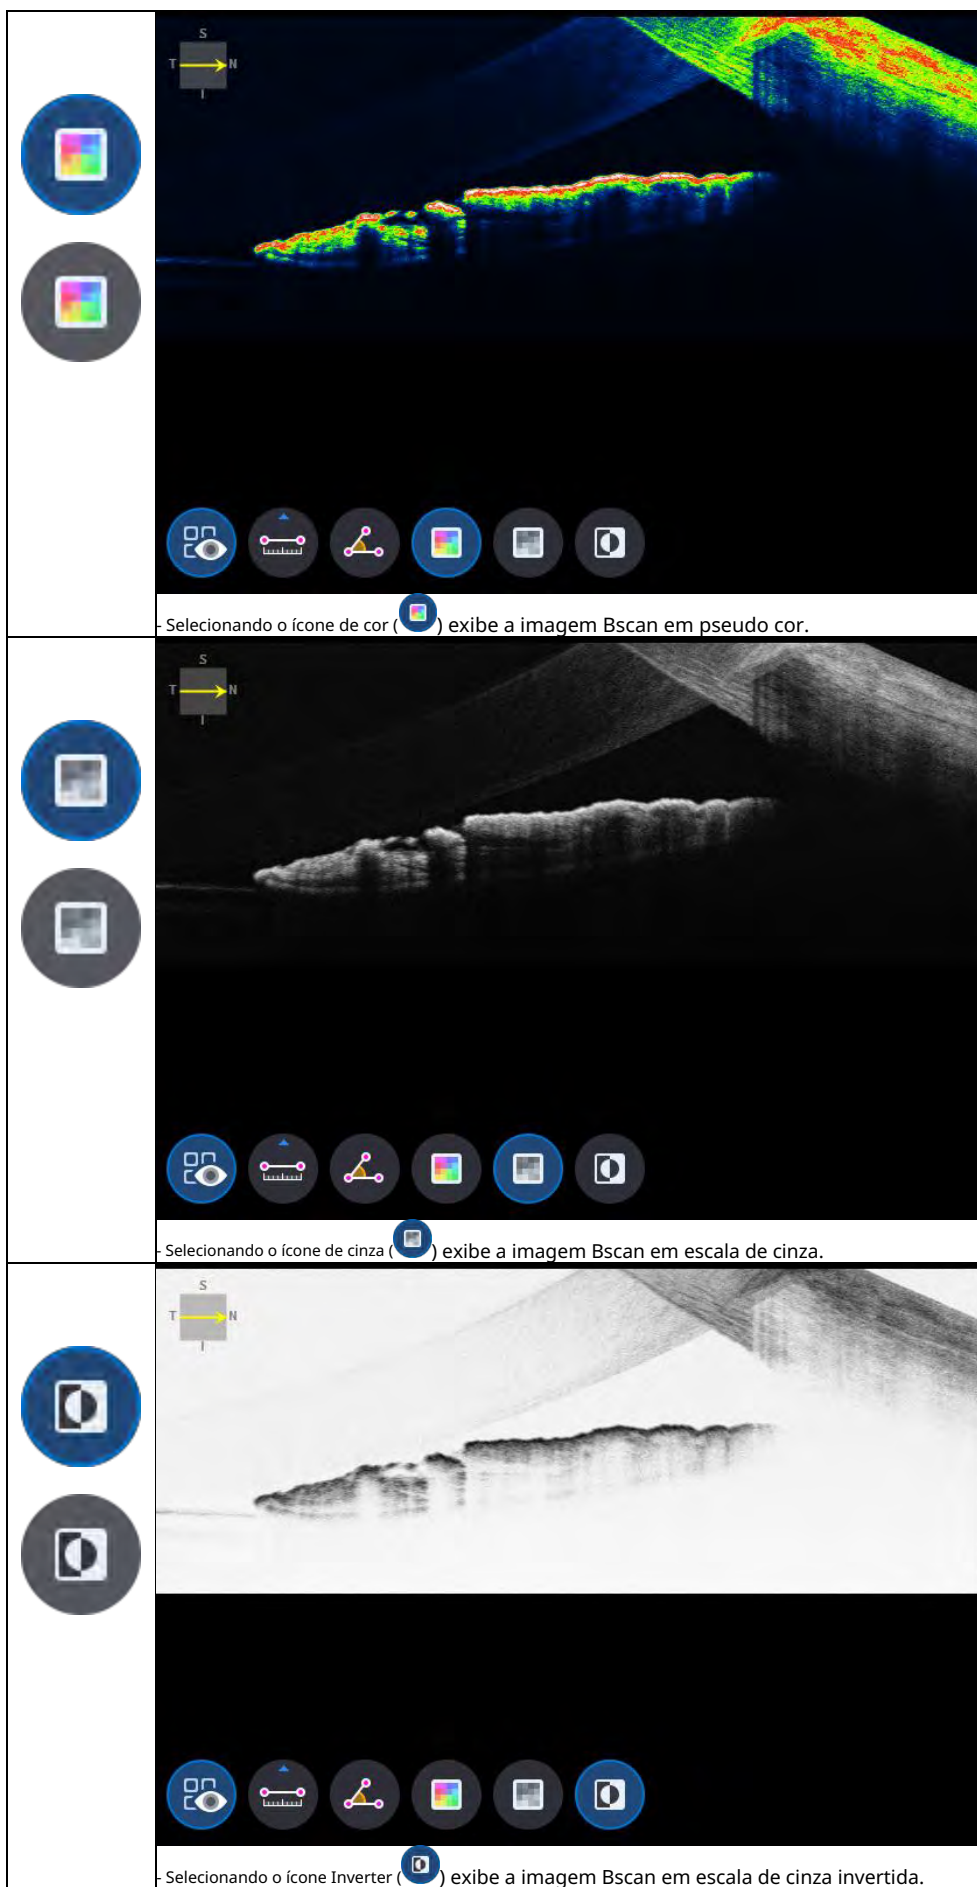 S
T N
I
- Selecionando o ícone de cor ( ) exibe a imagem Bscan em pseudo cor.
S
T N
I
- Selecionando o ícone de cinza ( ) exibe a imagem Bscan em escala de cinza.
S
T N
I
- Selecionando o ícone Inverter ( ) exibe a imagem Bscan em escala de cinza invertida.